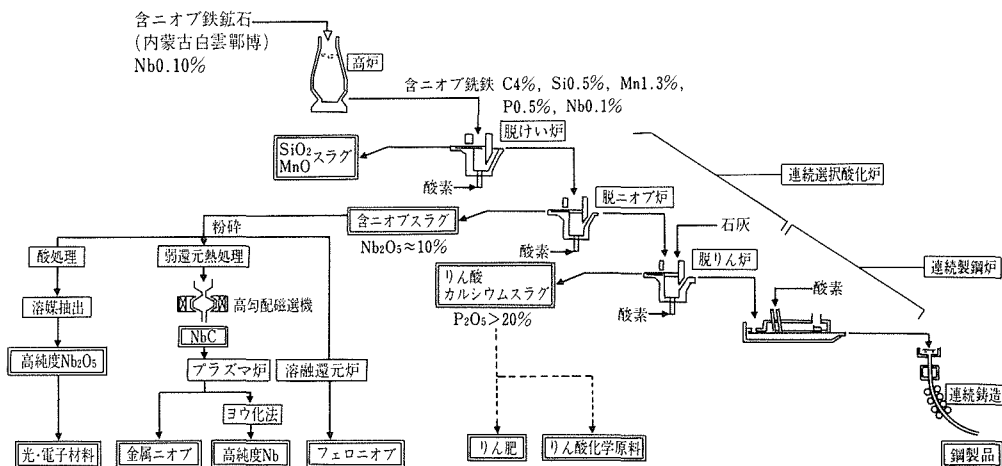 含ニオブ鉄鉱石
(内蒙古白雲鄂博)
Nb0.10%
高炉
含ニオブ銑鉄 C4%, Si0.5%, Mn1.3%,
P0.5%, Nb0.1%
脱けい炉
SiO₂
MnO スラグ
酸素
連続選択酸化炉
脱ニオブ炉
含ニオブスラグ
Nb₂O₅≈10%
酸素
石灰
粉砕
酸処理
弱還元熱処理
脱りん炉
連続製鋼炉
りん酸
カルシウムスラグ
P₂O₅>20%
酸素
酸素
溶媒抽出
高勾配磁選機
NbC
高純度Nb₂O₅
プラズマ炉
溶融還元炉
ヨウ化法
連続鋳造
光・電子材料
金属ニオブ
高純度Nb
フェロニオブ
りん肥
りん酸化学原料
鋼製品